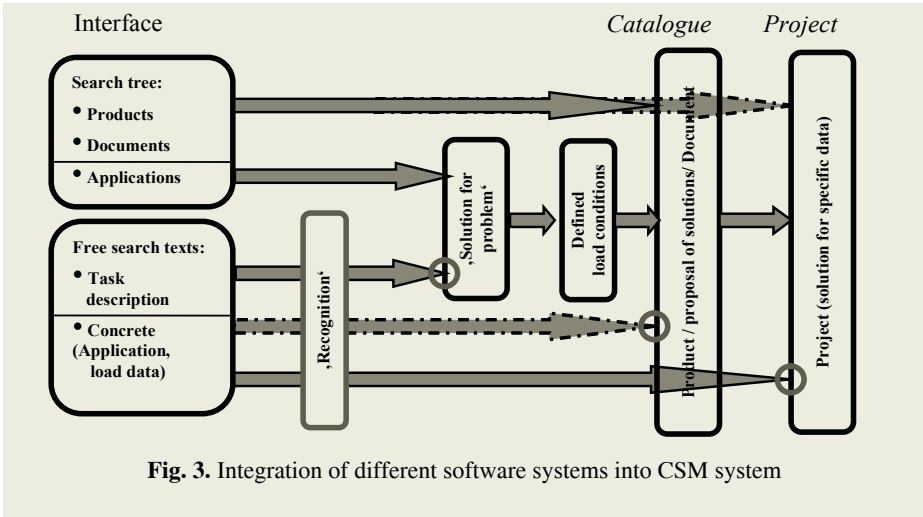 Interface
Catalogue
Project
Search tree:
• Products
• Documents
• Applications
Free search texts:
• Task
description
• Concrete
(Application,
load data)
‚Recognition‘
‚Solution for
problem‘
Defined
load conditions
Product / proposal of solutions/ Document
Project (solution for specific data)
Fig. 3. Integration of different software systems into CSM system